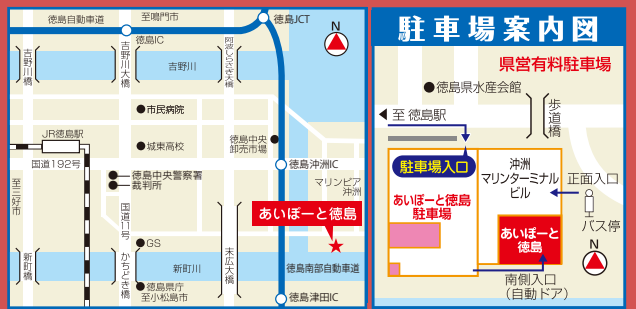 徳島自動車道
至鳴門市
徳島JCT
N
徳島IC
吉野川橋
吉野川大橋
吉野川
阿波しらさぎ大橋
市民病院
JR徳島駅
城東高校
徳島中央
卸売市場
国道192号
徳島沖洲IC
徳島中央警察署
裁判所
マリンピア
沖洲
至三好市
国道11号
あいぽーと徳島
GS
新町橋
かちどき橋
新町川
末広大橋
徳島南部自動車道
徳島県庁
至小松島市
徳島津田IC
駐車場案内図
県営有料駐車場
徳島県水産会館
至 徳島駅
歩道橋
駐車場入口
沖洲
マリンターミナル
ビル
正面入口
あいぽーと徳島
駐車場
バス停
あいぽーと
徳島
N
南側入口
(自動ドア)